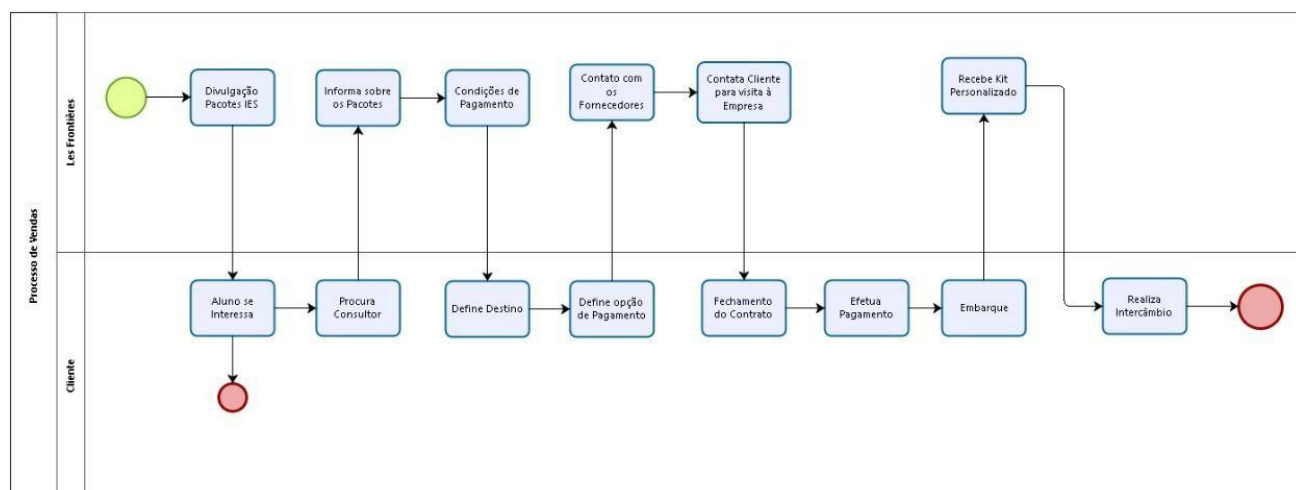 Processo de Vendas
Les Frontières
Divulgação
Pacotes IES
Informa sobre
os Pacotes
Condições de
Pagamento
Contato com
os
Fornecedores
Contata Cliente
para visita à
Empresa
Recebe Kit
Personalizado
Cliente
Aluno se
Interessa
Procura
Consultor
Define Destino
Define opção
de Pagamento
Fechamento
do Contrato
Efetua
Pagamento
Embarque
Realiza
Intercâmbio